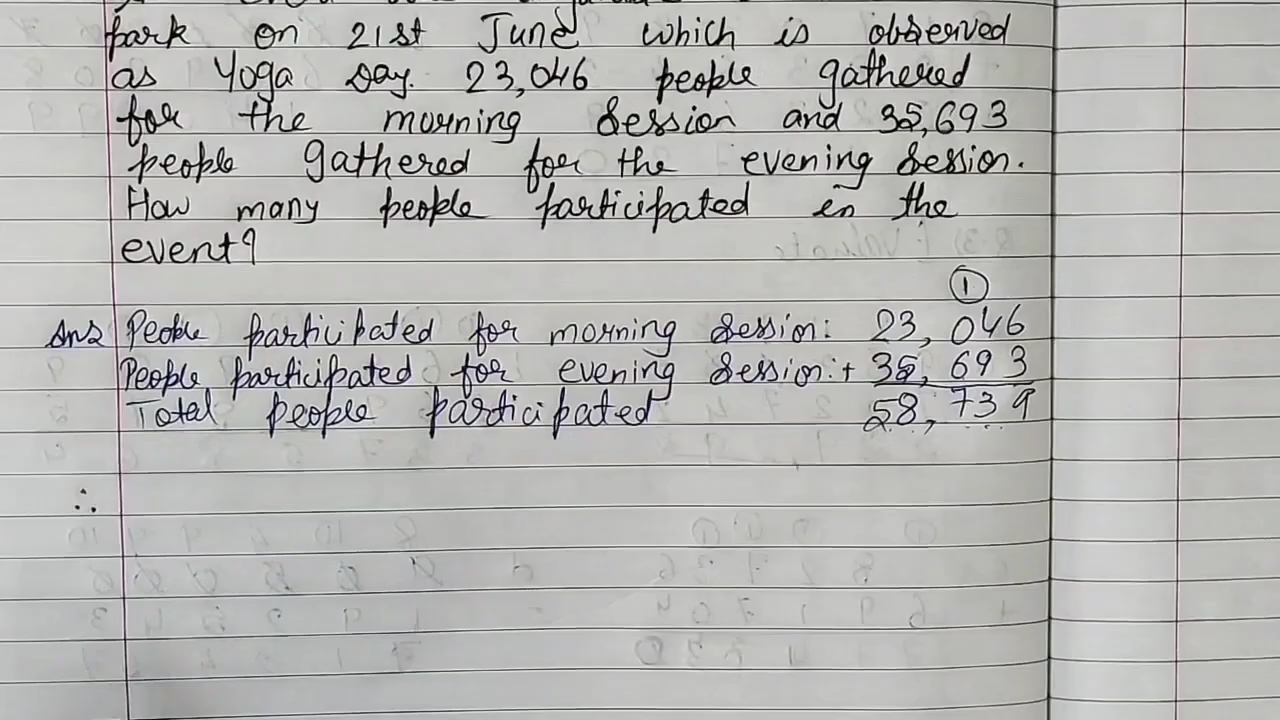 park on 21st June which is observed
as Yoga Day. 23,046 people gathered
for the morning session and 35,693
people gathered for the evening session.
How many people participated in the
event?
①
Ans People participated for morning session: 23,046
People participated for evening session: + 35,693
Total people participated 58,739
∴